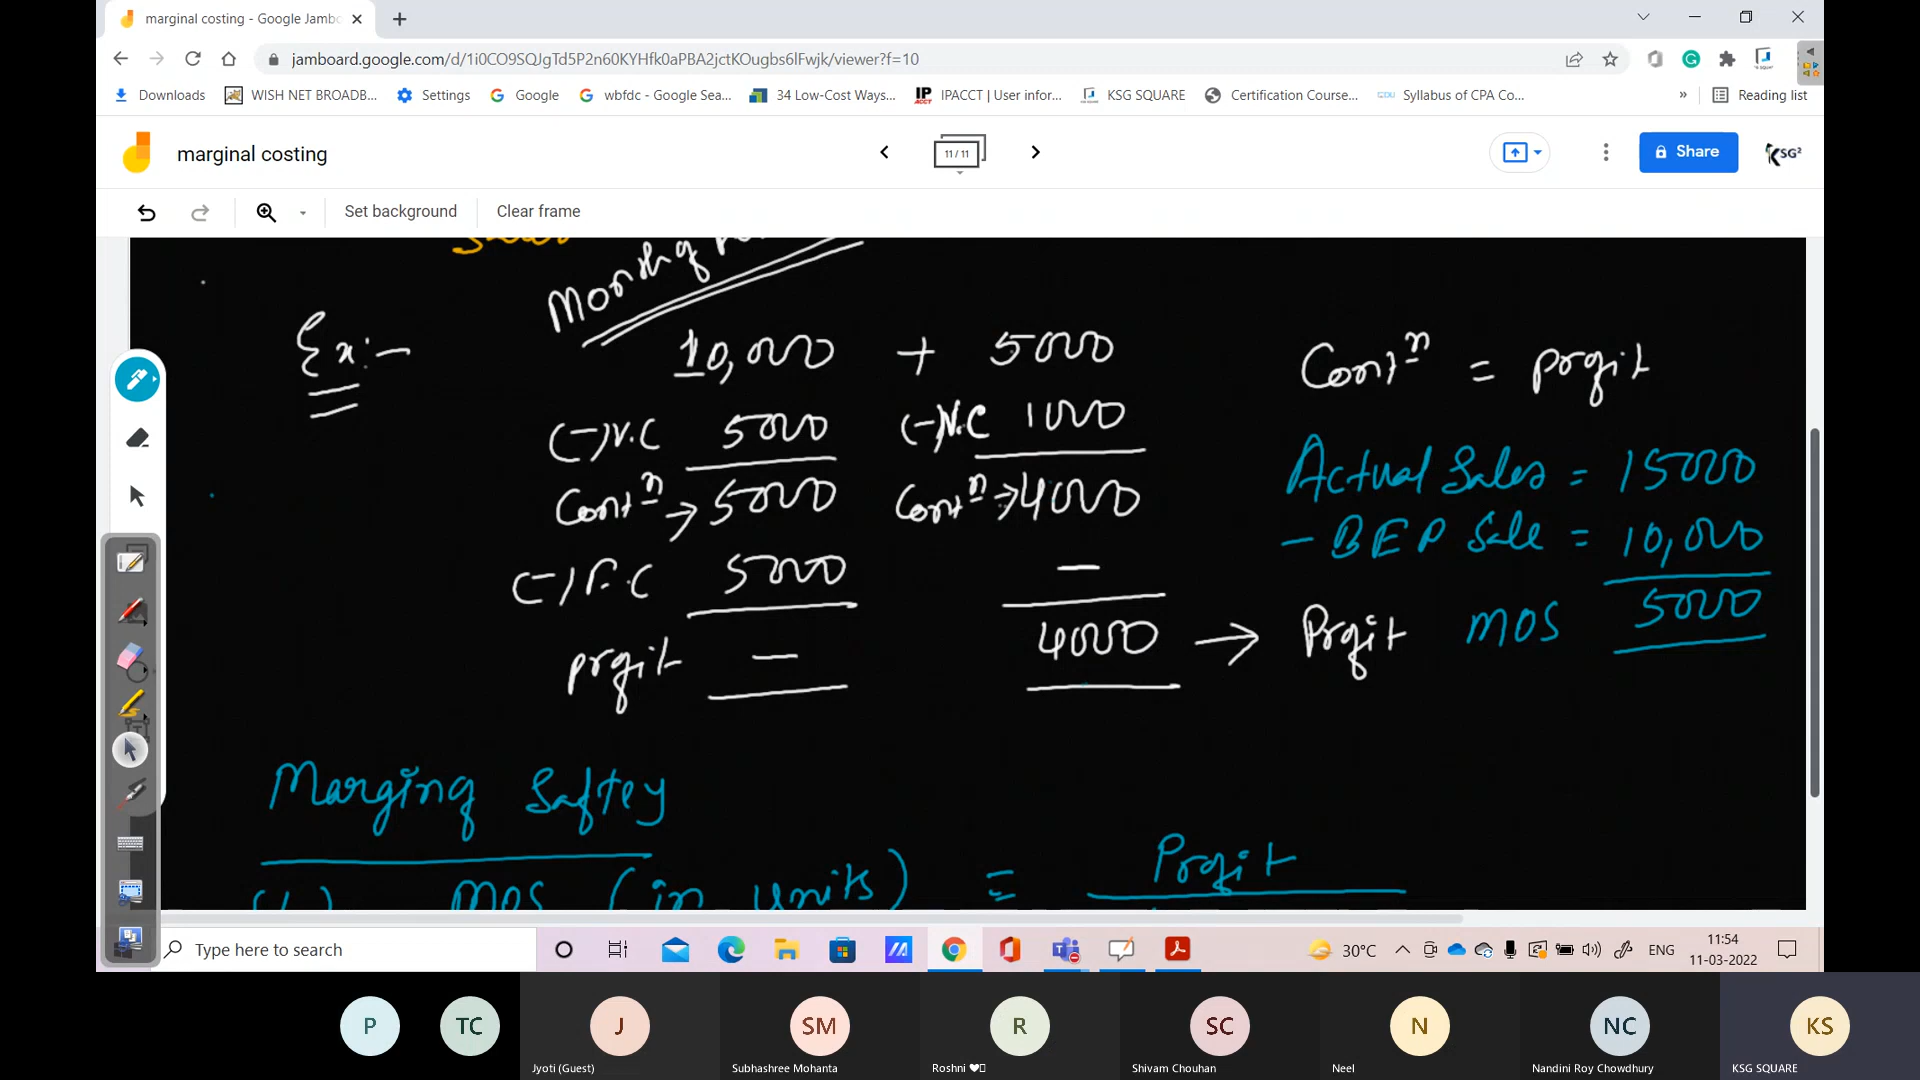 marginal costing - Google Jambo
jamboard.google.com/d/1i0CO9SQJgTd5P2n60KYHfk0aPBA2jctKOugbs6lFwjk/viewer?f=10
Downloads WISH NET BROADB... Settings Google wbfdc - Google Sea... 34 Low-Cost Ways... IPACCT | User infor... KSG SQUARE Certification Course... Syllabus of CPA Co... » Reading list
marginal costing
11 / 11
Share
KSG²
Set background Clear frame
Ex:-
10,000 + 5000
(-)V.C 5000 (-)V.C 1000
Contn → 5000 Contn → 4000
(-) F.C 5000 —
profit — 4000 → Profit
Contn = profit
Actual Sales = 15000
- BEP Sale = 10,000
MOS 5000
Marging Saftey
MOS (in units) = Profit
Type here to search
30°C
ENG
11:54
11-03-2022
P TC J SM R SC N NC KS
Jyoti (Guest) Subhashree Mohanta Roshni ❤ Shivam Chouhan Neel Nandini Roy Chowdhury KSG SQUARE